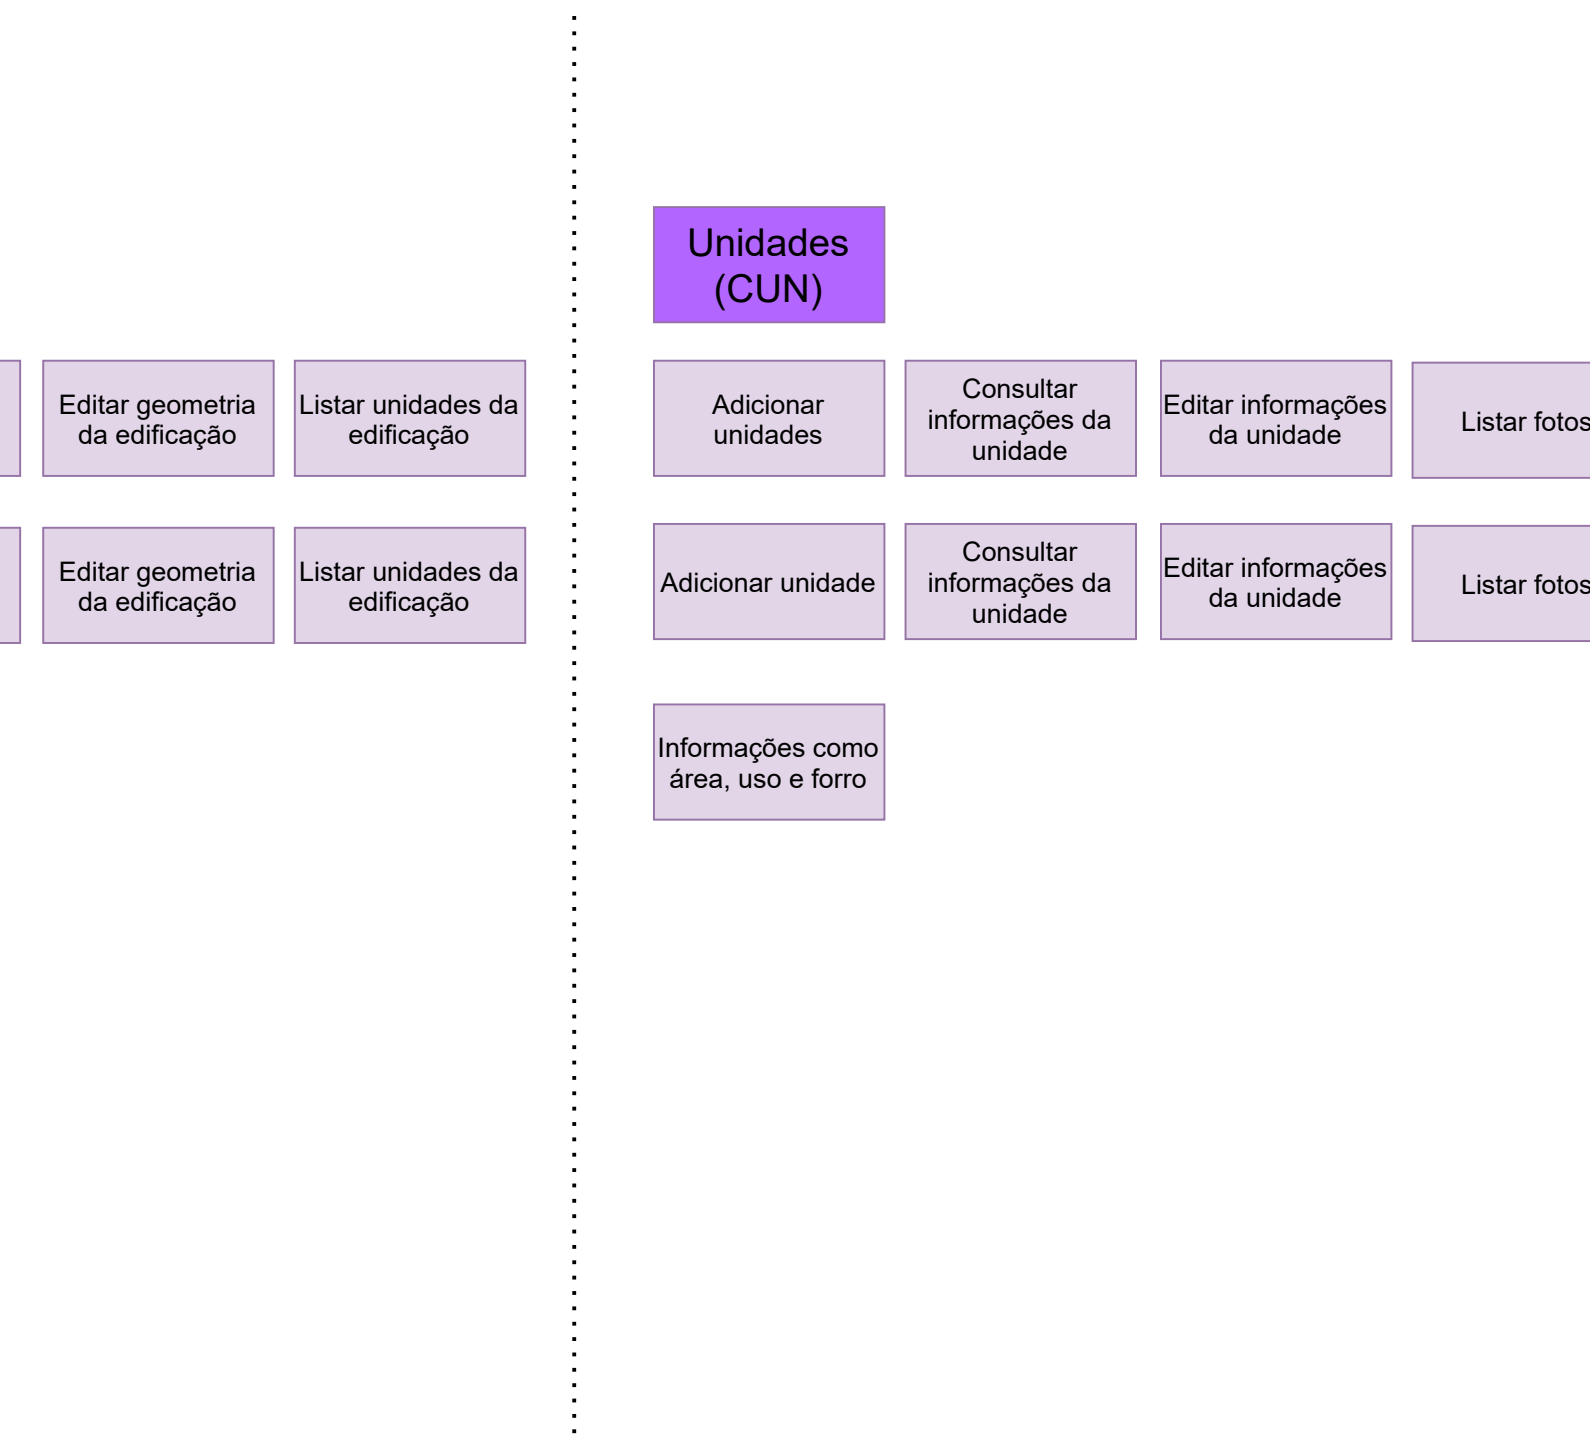 Unidades
(CUN)
Editar geometria
da edificação
Listar unidades da
edificação
Adicionar
unidades
Consultar
informações da
unidade
Editar informações
da unidade
Listar fotos
Editar geometria
da edificação
Listar unidades da
edificação
Adicionar unidade
Consultar
informações da
unidade
Editar informações
da unidade
Listar fotos
Informações como
área, uso e forro